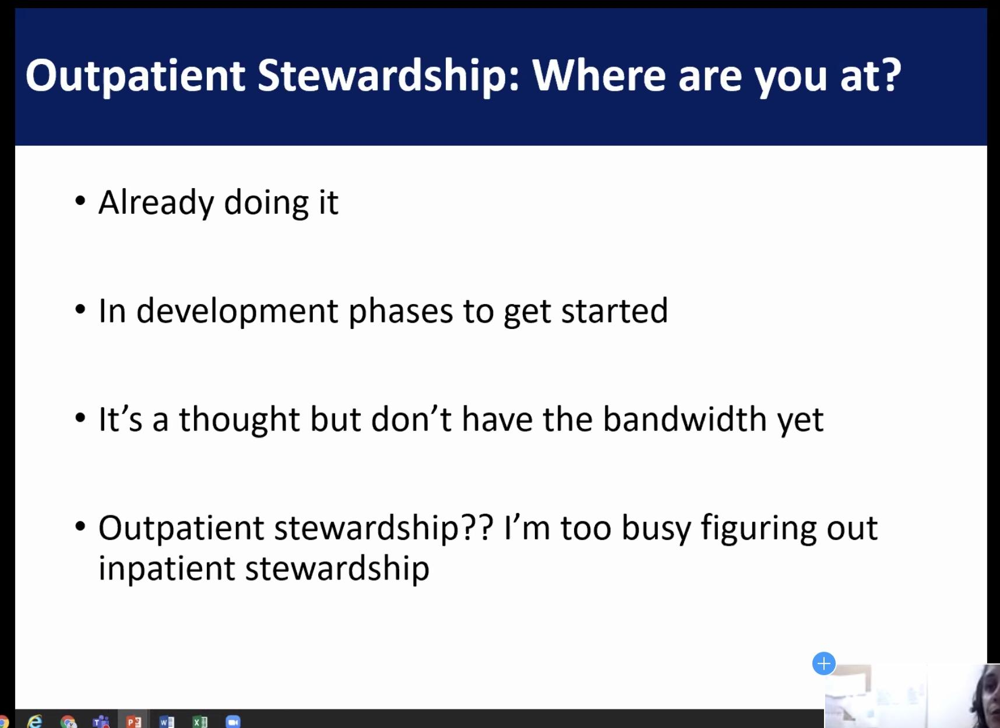 Outpatient Stewardship: Where are you at?
• Already doing it
• In development phases to get started
• It’s a thought but don’t have the bandwidth yet
• Outpatient stewardship?? I’m too busy figuring out
inpatient stewardship